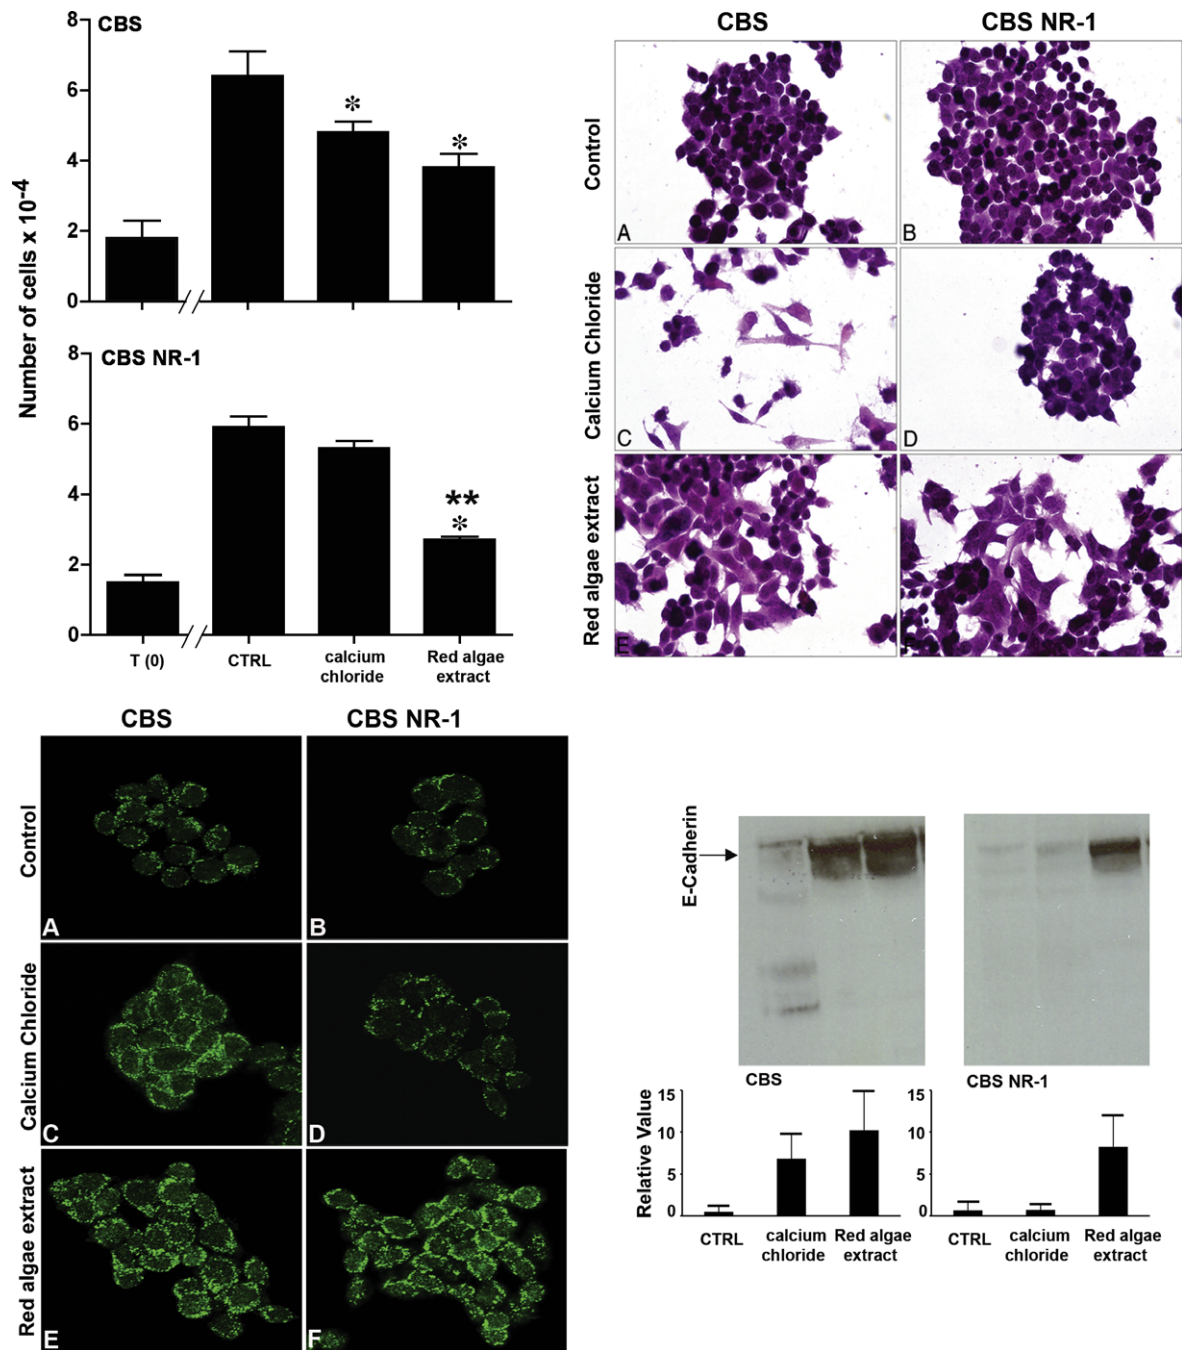 CBS
8
6
4
2
0
Number of cells x 10-4
*
*
CBS NR-1
8
6
4
2
0
**
*
T (0)
CTRL
calcium
chloride
Red algae
extract
CBS
CBS NR-1
Control
A
B
Calcium Chloride
C
D
Red algae extract
E
F
CBS
CBS NR-1
Control
A
B
Calcium Chloride
C
D
Red algae extract
E
F
E-Cadherin
CBS
CBS NR-1
Relative Value
15
10
5
0
CTRL
calcium
chloride
Red algae
extract
15
10
5
0
CTRL
calcium
chloride
Red algae
extract